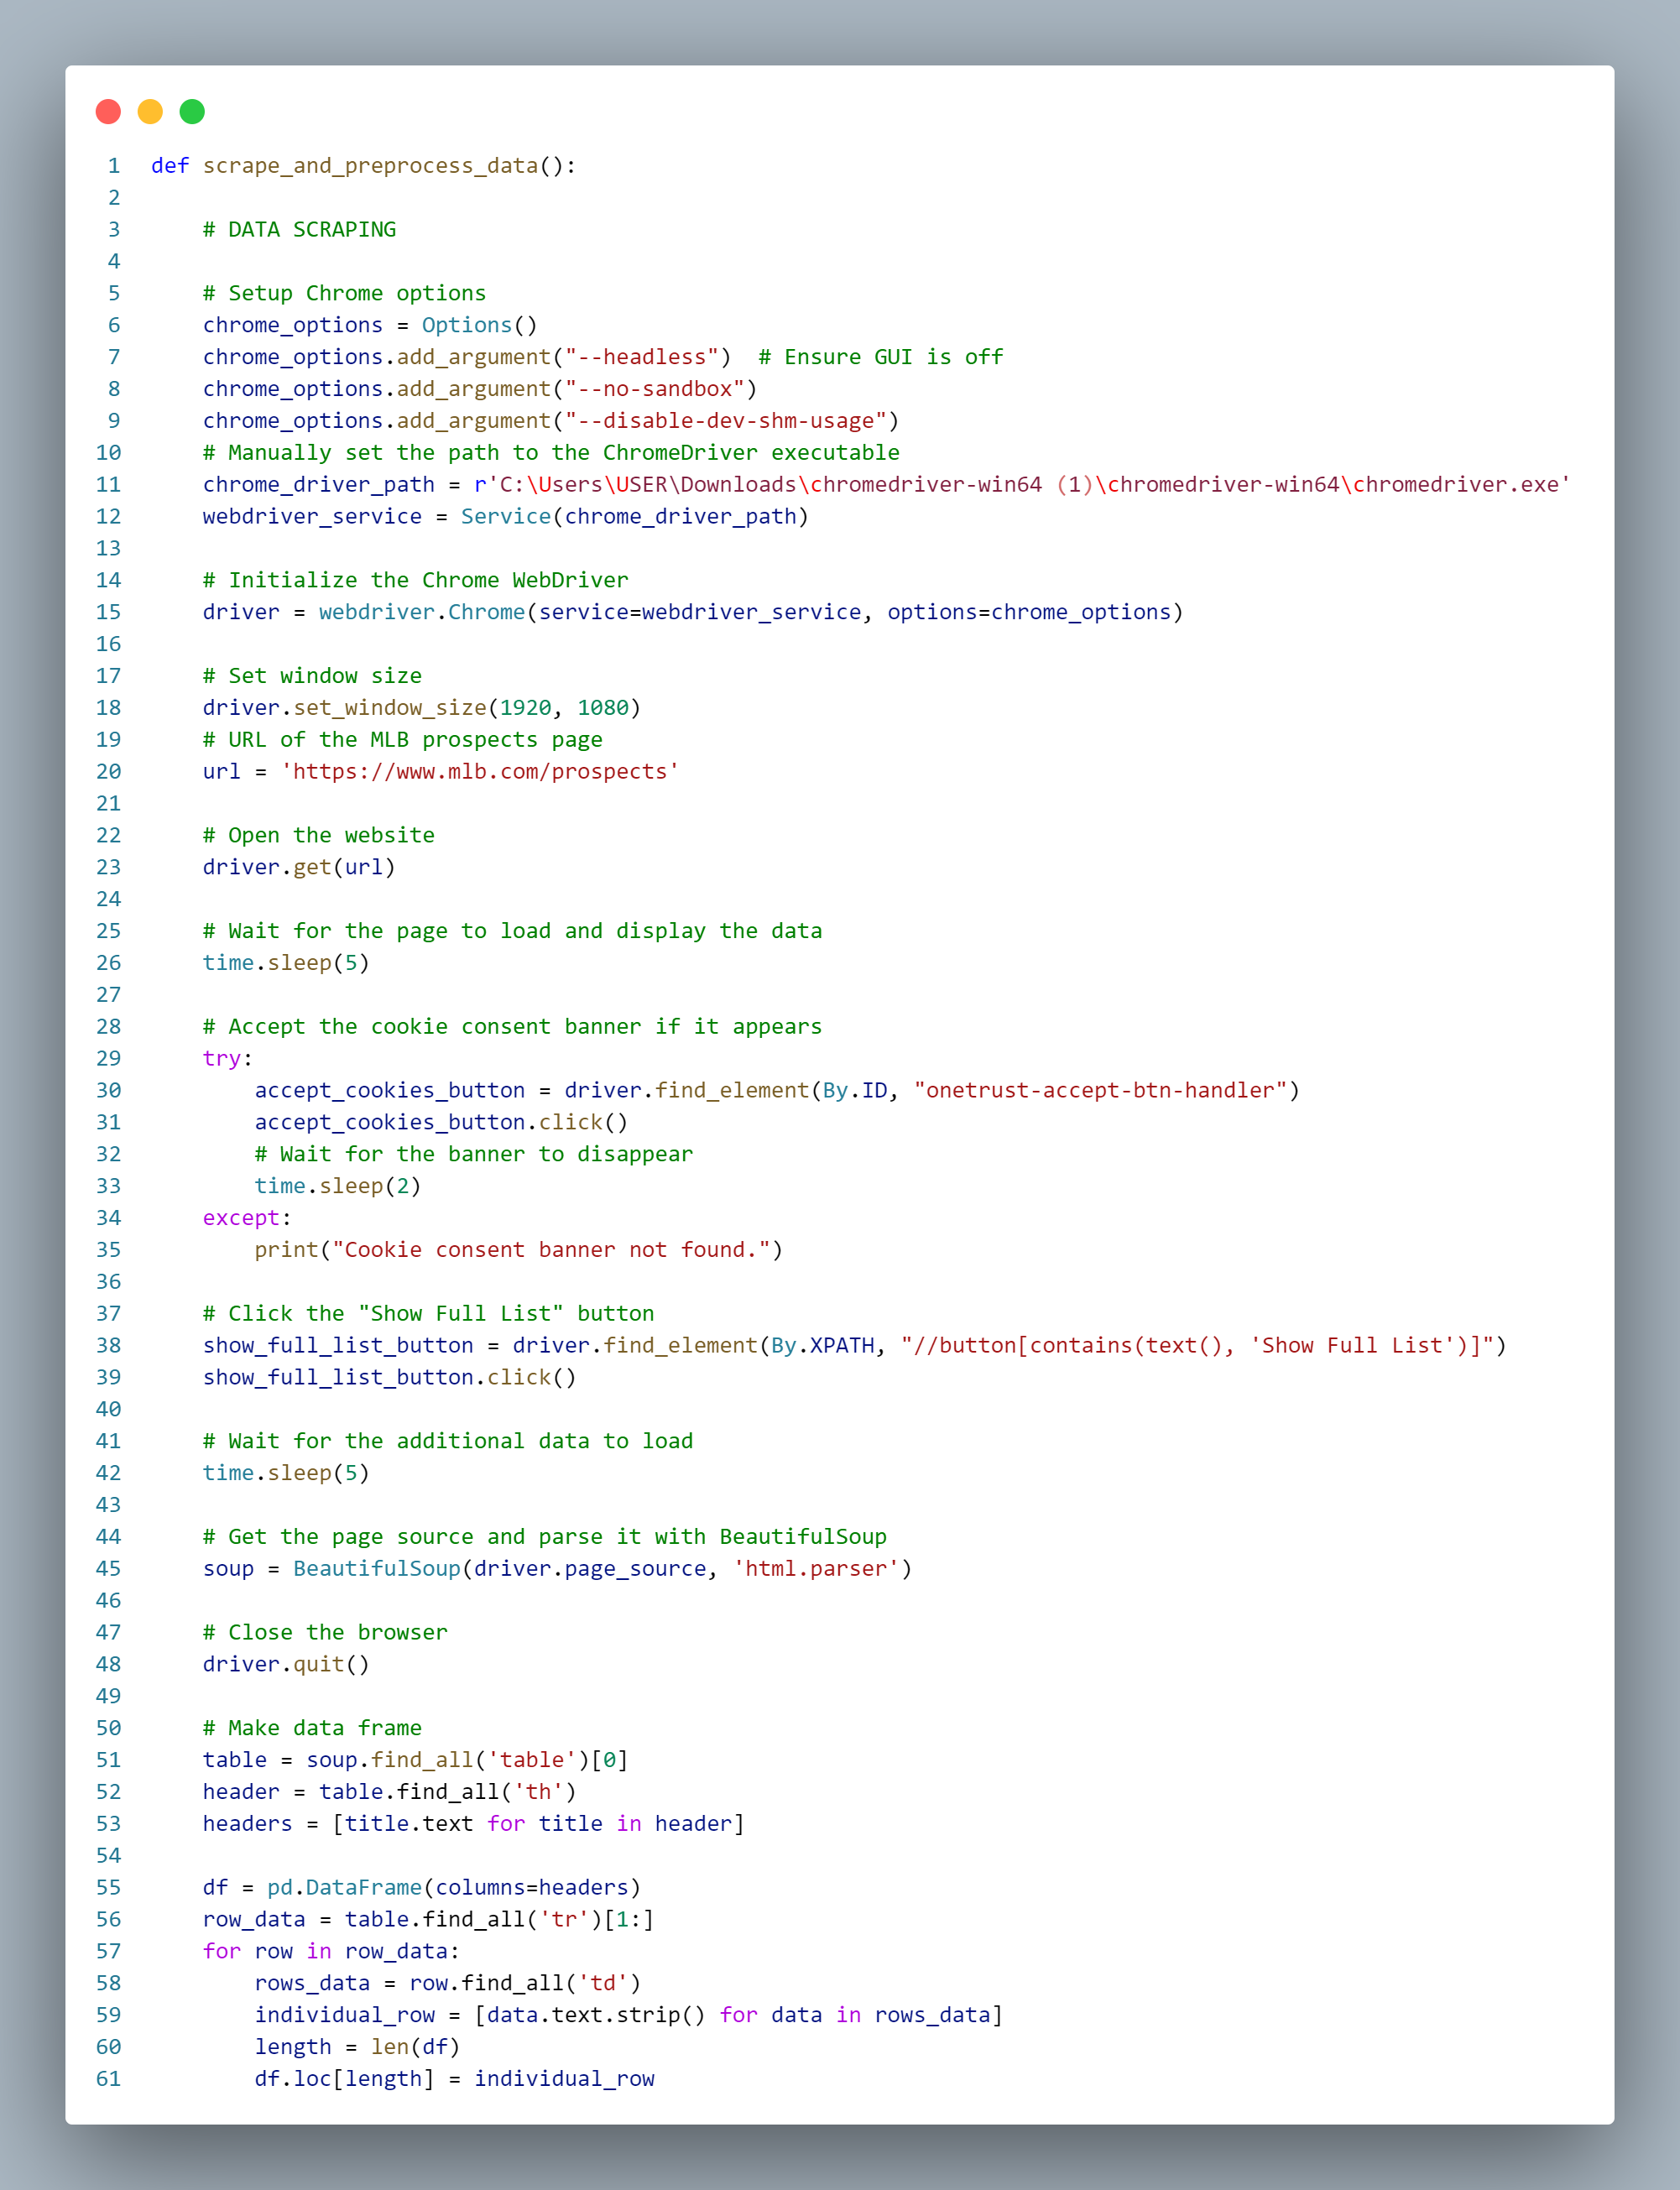 1 def scrape_and_preprocess_data():
2
3     # DATA SCRAPING
4
5     # Setup Chrome options
6     chrome_options = Options()
7     chrome_options.add_argument("--headless")  # Ensure GUI is off
8     chrome_options.add_argument("--no-sandbox")
9     chrome_options.add_argument("--disable-dev-shm-usage")
10     # Manually set the path to the ChromeDriver executable
11     chrome_driver_path = r'C:\Users\USER\Downloads\chromedriver-win64 (1)\chromedriver-win64\chromedriver.exe'
12     webdriver_service = Service(chrome_driver_path)
13
14     # Initialize the Chrome WebDriver
15     driver = webdriver.Chrome(service=webdriver_service, options=chrome_options)
16
17     # Set window size
18     driver.set_window_size(1920, 1080)
19     # URL of the MLB prospects page
20     url = 'https://www.mlb.com/prospects'
21
22     # Open the website
23     driver.get(url)
24
25     # Wait for the page to load and display the data
26     time.sleep(5)
27
28     # Accept the cookie consent banner if it appears
29     try:
30         accept_cookies_button = driver.find_element(By.ID, "onetrust-accept-btn-handler")
31         accept_cookies_button.click()
32         # Wait for the banner to disappear
33         time.sleep(2)
34     except:
35         print("Cookie consent banner not found.")
36
37     # Click the "Show Full List" button
38     show_full_list_button = driver.find_element(By.XPATH, "//button[contains(text(), 'Show Full List')]")
39     show_full_list_button.click()
40
41     # Wait for the additional data to load
42     time.sleep(5)
43
44     # Get the page source and parse it with BeautifulSoup
45     soup = BeautifulSoup(driver.page_source, 'html.parser')
46
47     # Close the browser
48     driver.quit()
49
50     # Make data frame
51     table = soup.find_all('table')[0]
52     header = table.find_all('th')
53     headers = [title.text for title in header]
54
55     df = pd.DataFrame(columns=headers)
56     row_data = table.find_all('tr')[1:]
57     for row in row_data:
58         rows_data = row.find_all('td')
59         individual_row = [data.text.strip() for data in rows_data]
60         length = len(df)
61         df.loc[length] = individual_row